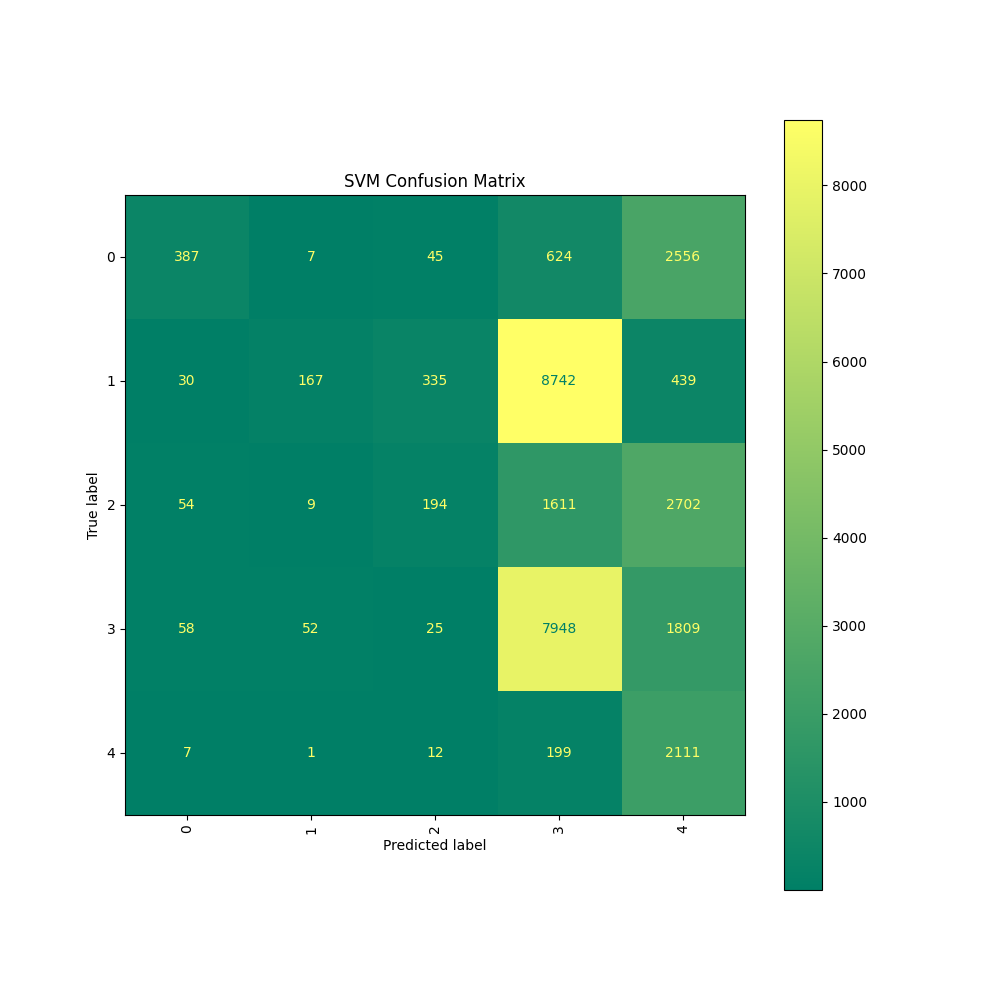 SVM Confusion Matrix
0 387 7 45 624 2556
1 30 167 335 8742 439
2 54 9 194 1611 2702
3 58 52 25 7948 1809
4 7 1 12 199 2111
0 1 2 3 4
True label
Predicted label
8000
7000
6000
5000
4000
3000
2000
1000